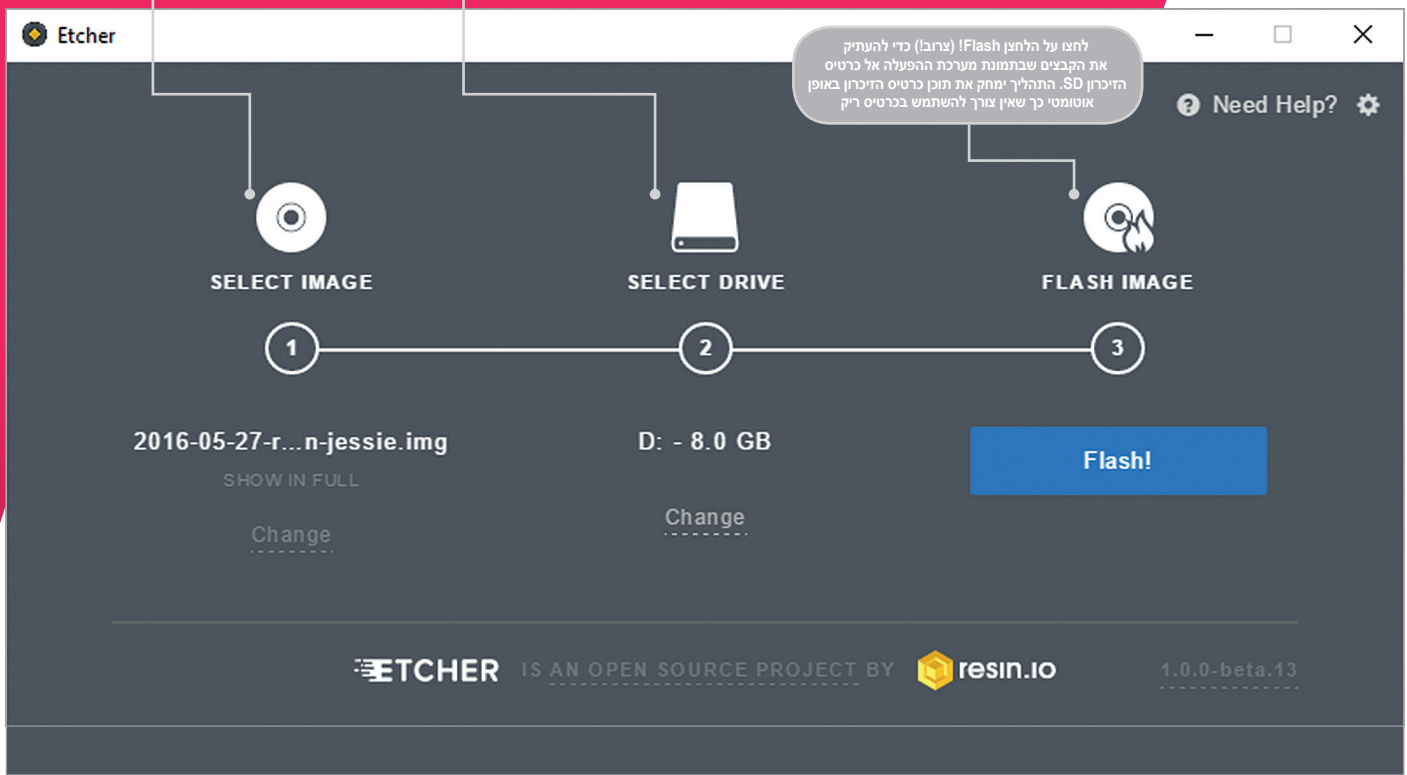 Etcher
לחצו על הלחצן Flash! (צרוב!) כדי להעתיק
את הקבצים שבתמונת מערכת ההפעלה אל כרטיס
הזיכרון SD. התהליך ימחק את תוכן כרטיס הזיכרון באופן
אוטומטי כך שאין צורך להשתמש בכרטיס ריק
Need Help?
SELECT IMAGE
SELECT DRIVE
FLASH IMAGE
1
2
3
2016-05-27-r...n-jessie.img
D: - 8.0 GB
Flash!
SHOW IN FULL
Change
Change
ETCHER IS AN OPEN SOURCE PROJECT BY resin.io
1.0.0-beta.13